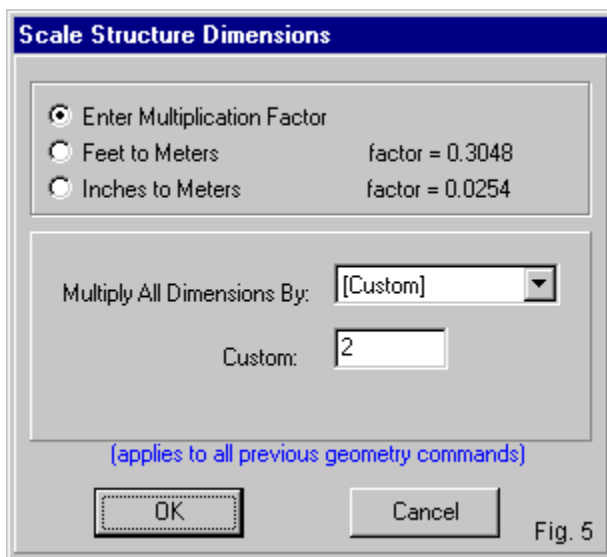 Scale Structure Dimensions
Enter Multiplication Factor
Feet to Meters factor = 0.3048
Inches to Meters factor = 0.0254
Multiply All Dimensions By: [Custom]
Custom: 2
(applies to all previous geometry commands)
OK Cancel
Fig. 5